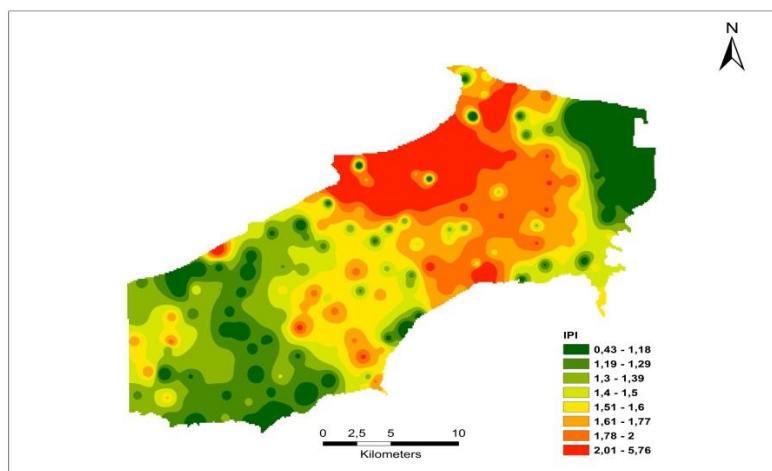 N
IPI
0,43 - 1,18
1,19 - 1,29
1,3 - 1,39
1,4 - 1,5
1,51 - 1,6
1,61 - 1,77
1,78 - 2
2,01 - 5,76
0 2,5 5 10
Kilometers